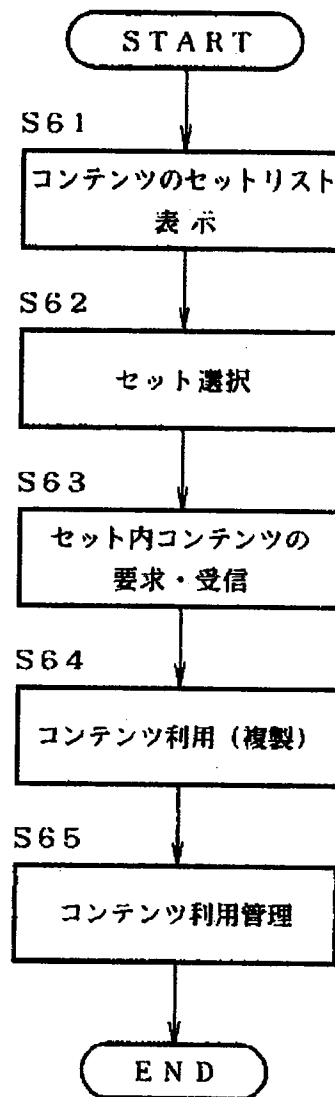 START
S61
コンテンツのセットリスト
表示
S62
セット選択
S63
セット内コンテンツの
要求・受信
S64
コンテンツ利用（複製）
S65
コンテンツ利用管理
END